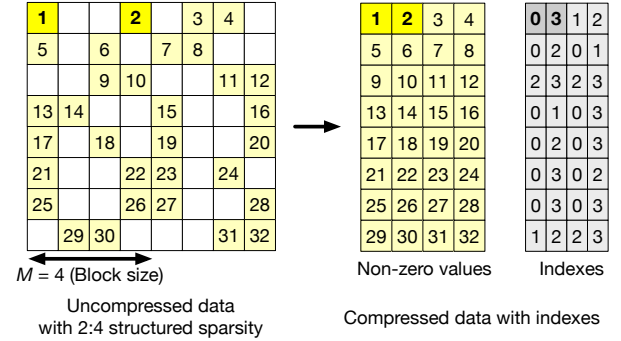 1 2 3 4
5 6 7 8
9 10 11 12
13 14 15 16
17 18 19 20
21 22 23 24
25 26 27 28
29 30 31 32
M = 4 (Block size)
Uncompressed data
with 2:4 structured sparsity
1 2 3 4
5 6 7 8
9 10 11 12
13 14 15 16
17 18 19 20
21 22 23 24
25 26 27 28
29 30 31 32
Non-zero values
0 3 1 2
0 2 0 1
2 3 2 3
0 1 0 3
0 2 0 3
0 3 0 2
0 3 0 3
1 2 2 3
Indexes
Compressed data with indexes